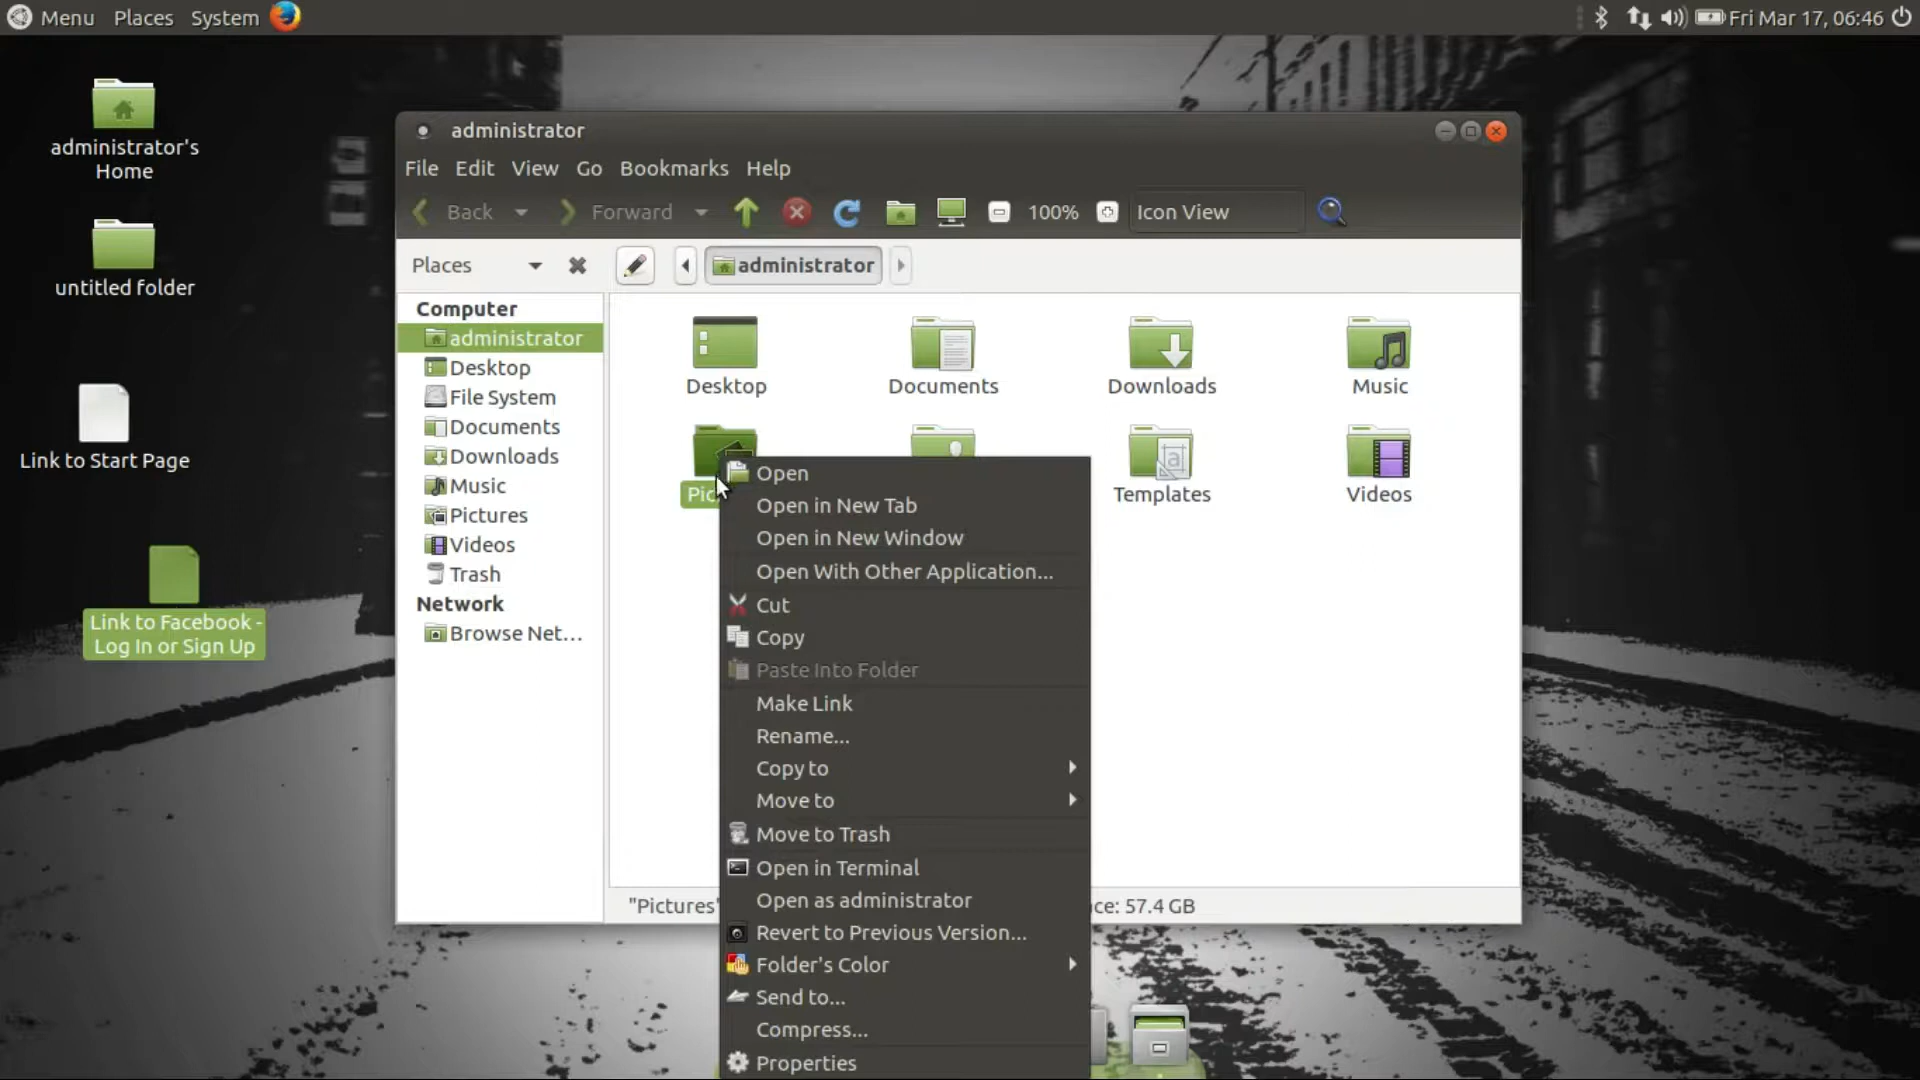 Menu Places System
Fri Mar 17, 06:46
administrator's
Home
untitled folder
Link to Start Page
Link to Facebook -
Log In or Sign Up
administrator
File Edit View Go Bookmarks Help
Back Forward 100% Icon View
Places administrator
Computer
administrator
Desktop
File System
Documents
Downloads
Music
Pictures
Videos
Trash
Network
Browse Net...
Desktop Documents Downloads Music
Templates Videos
Open
Open in New Tab
Open in New Window
Open With Other Application...
Cut
Copy
Paste Into Folder
Make Link
Rename...
Copy to
Move to
Move to Trash
Open in Terminal
Open as administrator
Revert to Previous Version...
Folder's Color
Send to...
Compress...
Properties
"Pictures" 57.4 GB